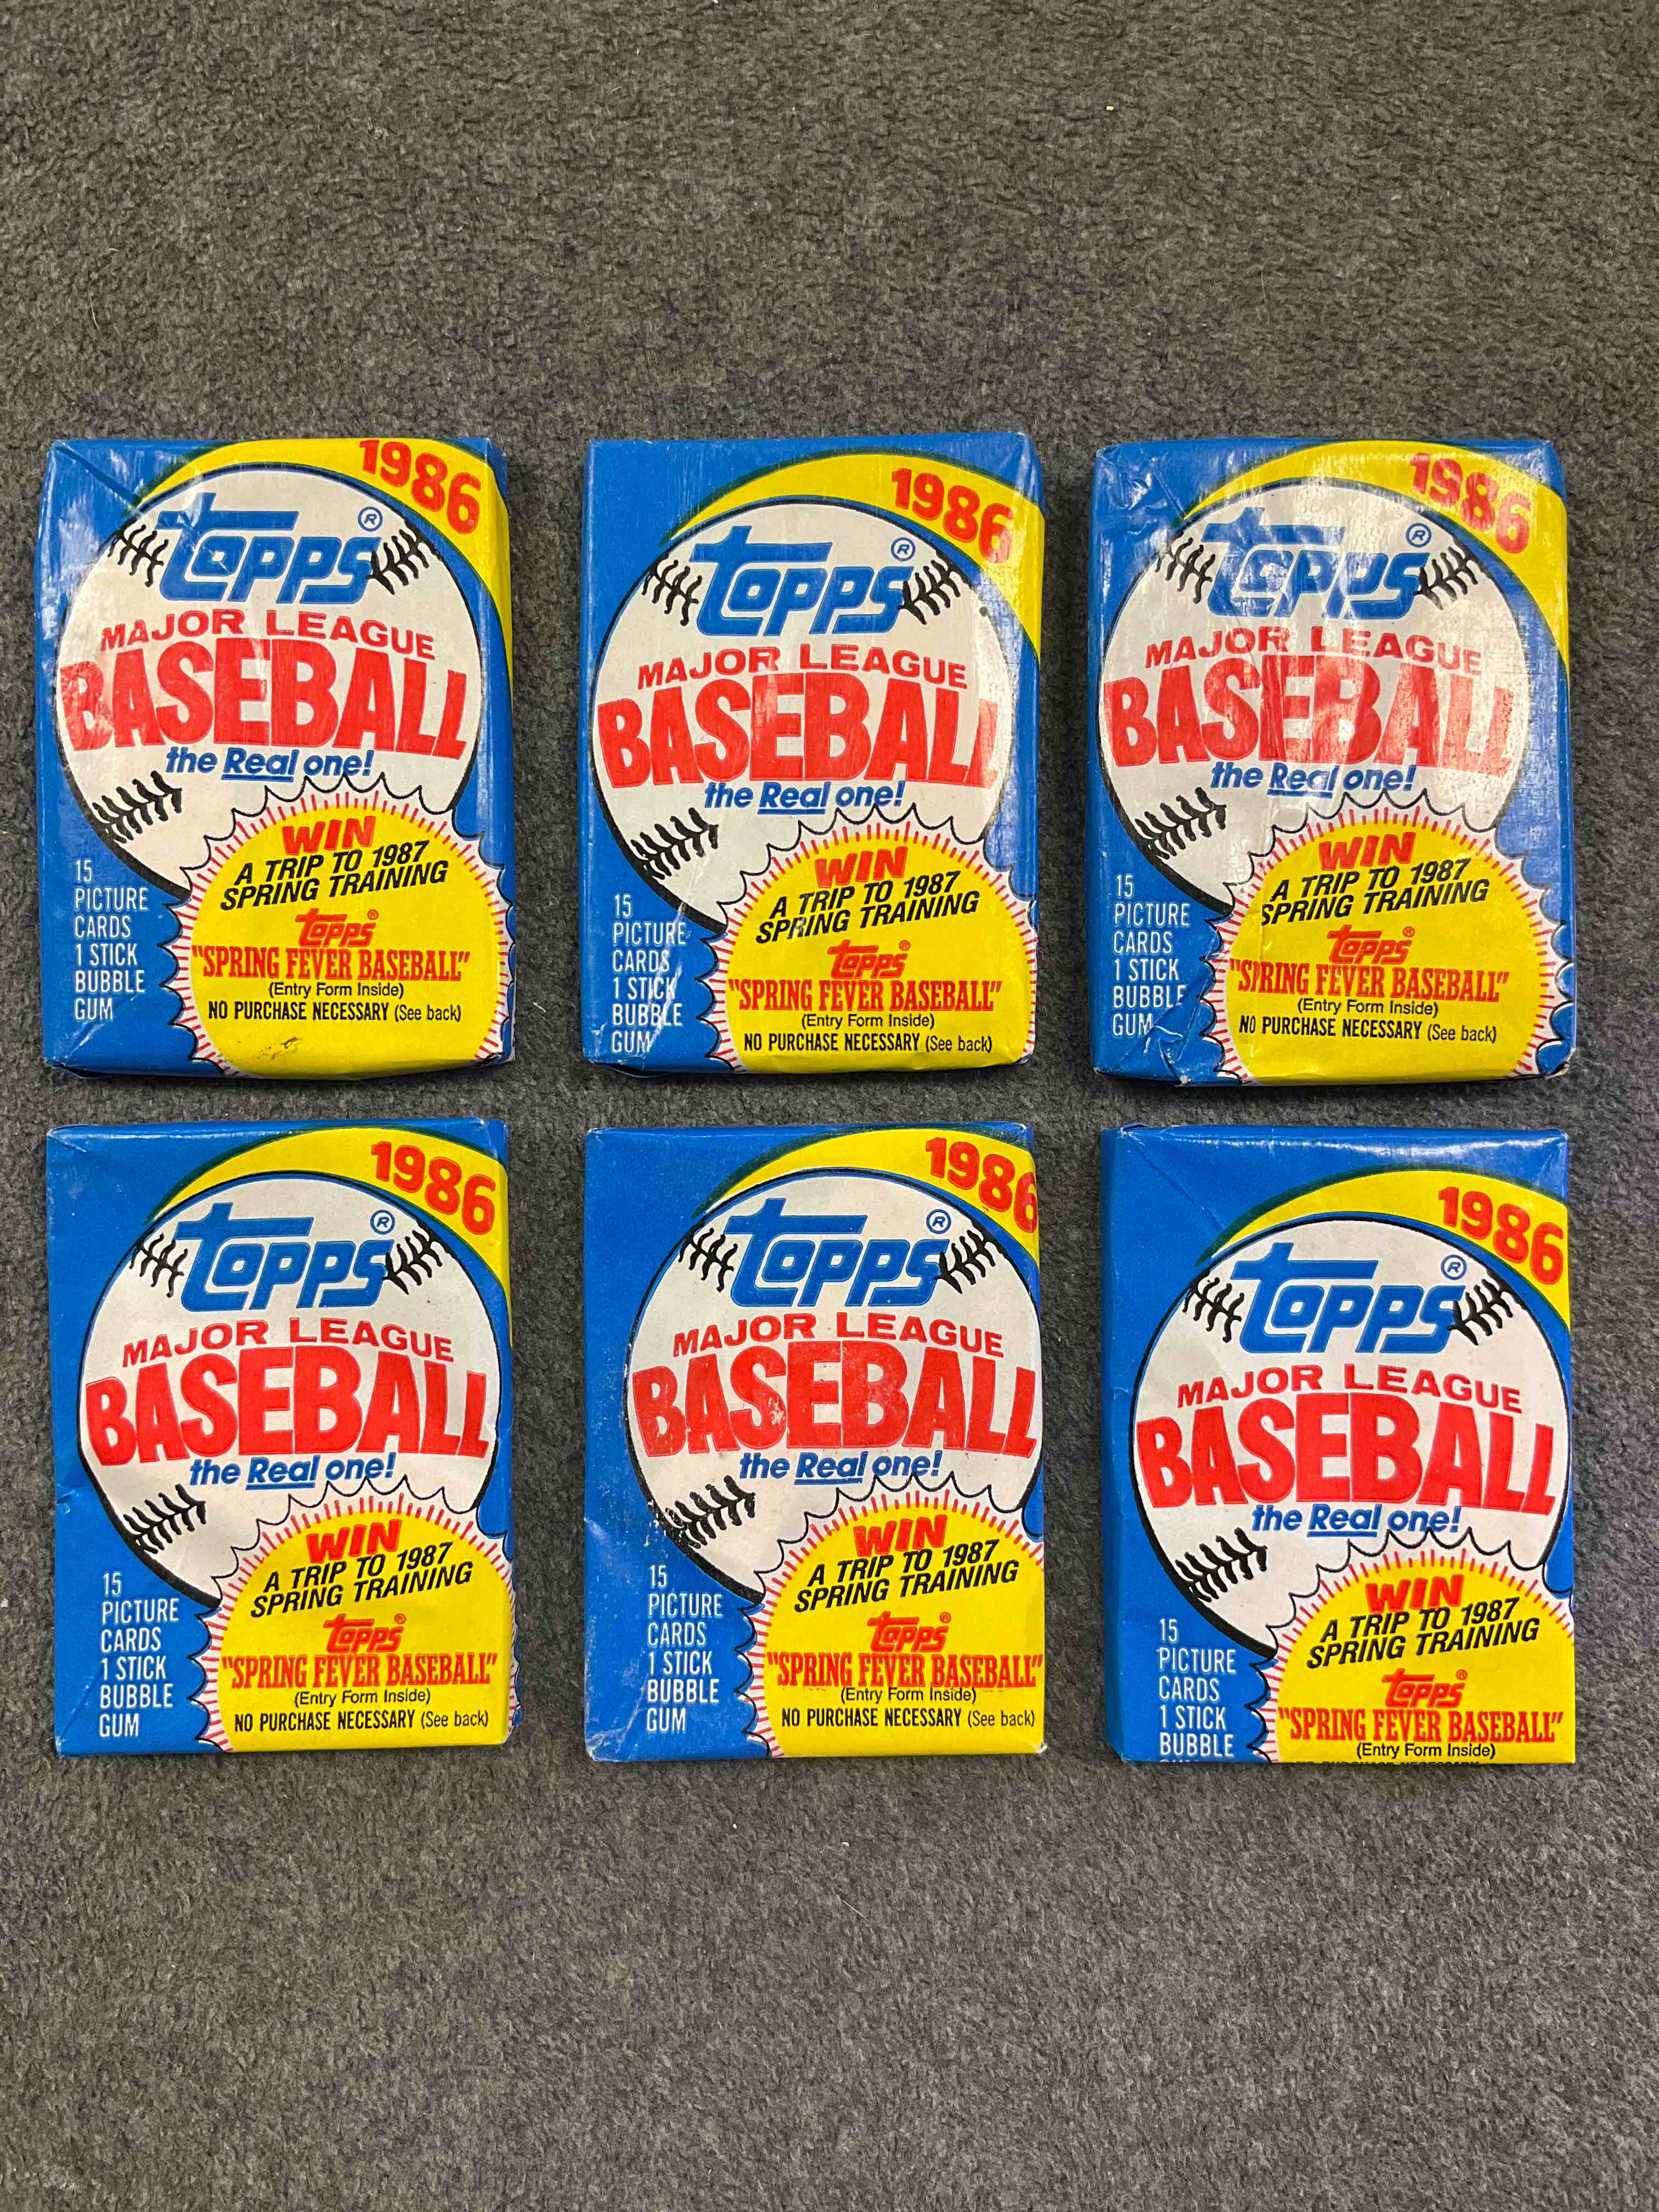 1986
Topps®
MAJOR LEAGUE
BASEBALL
the Real one!
15
PICTURE
CARDS
1 STICK
BUBBLE
GUM
WIN
A TRIP TO 1987
SPRING TRAINING
Topps®
"SPRING FEVER BASEBALL"
(Entry Form Inside)
NO PURCHASE NECESSARY (See back)
1986
Topps®
MAJOR LEAGUE
BASEBALL
the Real one!
15
PICTURE
CARDS
1 STICK
BUBBLE
GUM
WIN
A TRIP TO 1987
SPRING TRAINING
Topps®
"SPRING FEVER BASEBALL"
(Entry Form Inside)
NO PURCHASE NECESSARY (See back)
1986
Topps®
MAJOR LEAGUE
BASEBALL
the Real one!
15
PICTURE
CARDS
1 STICK
BUBBLE
GUM
WIN
A TRIP TO 1987
SPRING TRAINING
Topps®
"SPRING FEVER BASEBALL"
(Entry Form Inside)
NO PURCHASE NECESSARY (See back)
1986
Topps®
MAJOR LEAGUE
BASEBALL
the Real one!
15
PICTURE
CARDS
1 STICK
BUBBLE
GUM
WIN
A TRIP TO 1987
SPRING TRAINING
Topps®
"SPRING FEVER BASEBALL"
(Entry Form Inside)
NO PURCHASE NECESSARY (See back)
1986
Topps®
MAJOR LEAGUE
BASEBALL
the Real one!
15
PICTURE
CARDS
1 STICK
BUBBLE
GUM
WIN
A TRIP TO 1987
SPRING TRAINING
Topps®
"SPRING FEVER BASEBALL"
(Entry Form Inside)
NO PURCHASE NECESSARY (See back)
1986
Topps®
MAJOR LEAGUE
BASEBALL
the Real one!
15
PICTURE
CARDS
1 STICK
BUBBLE
WIN
A TRIP TO 1987
SPRING TRAINING
Topps®
"SPRING FEVER BASEBALL"
(Entry Form Inside)